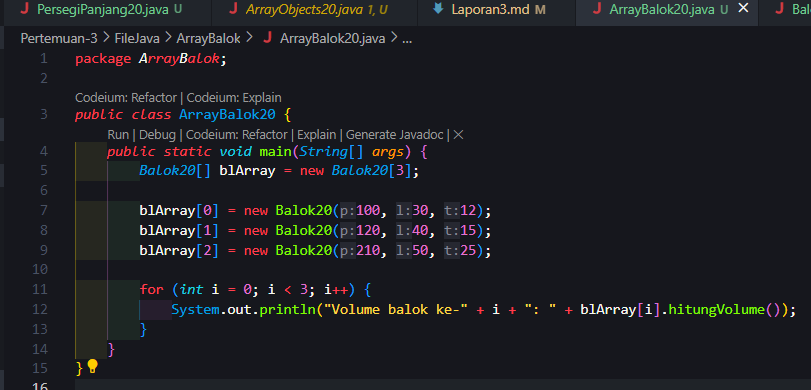 PersegiPanjang20.java U ArrayObjects20.java 1, U Laporan3.md M ArrayBalok20.java U Bal
Pertemuan-3 > FileJava > ArrayBalok > ArrayBalok20.java > ...
1 package ArrayBalok;
2
Codeium: Refactor | Codeium: Explain
3 public class ArrayBalok20 {
Run | Debug | Codeium: Refactor | Explain | Generate Javadoc | ×
4 public static void main(String[] args) {
5 Balok20[] blArray = new Balok20[3];
6
7 blArray[0] = new Balok20(p:100, l:30, t:12);
8 blArray[1] = new Balok20(p:120, l:40, t:15);
9 blArray[2] = new Balok20(p:210, l:50, t:25);
10
11 for (int i = 0; i < 3; i++) {
12 System.out.println("Volume balok ke-" + i + ": " + blArray[i].hitungVolume());
13 }
14 }
15 }
16